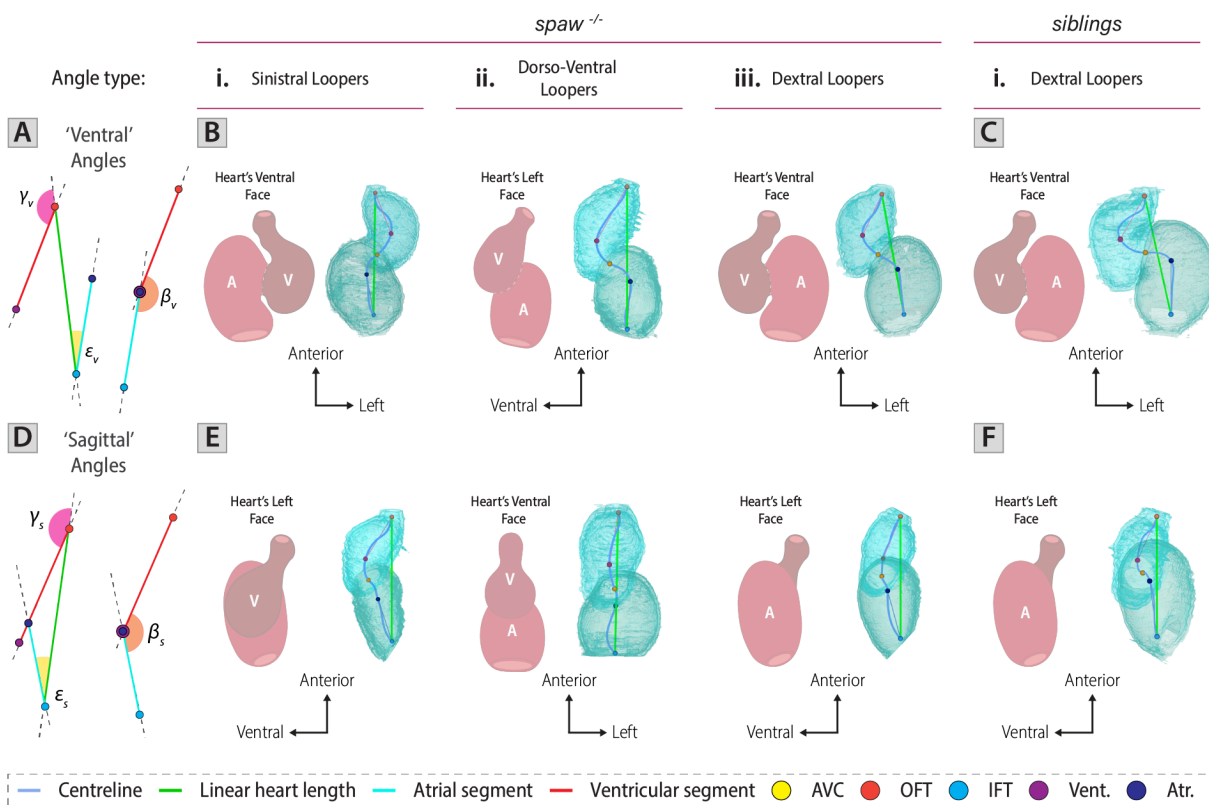 spaw -/-
siblings
Angle type:
i. Sinistral Loopers
ii. Dorso-Ventral
Loopers
iii. Dextral Loopers
i. Dextral Loopers
A
'Ventral'
Angles
γv
εv
βv
B
Heart's Ventral
Face
A
V
Anterior
Left
Heart's Left
Face
V
A
Anterior
Ventral
Heart's Ventral
Face
V
A
Anterior
Left
C
Heart's Ventral
Face
V
A
Anterior
Left
D
'Sagittal'
Angles
γs
εs
βs
E
Heart's Left
Face
V
Anterior
Ventral
Heart's Ventral
Face
V
A
Anterior
Left
Heart's Left
Face
A
Anterior
Ventral
F
Heart's Left
Face
A
Anterior
Ventral
Centreline Linear heart length Atrial segment Ventricular segment AVC OFT IFT Vent. Atr.